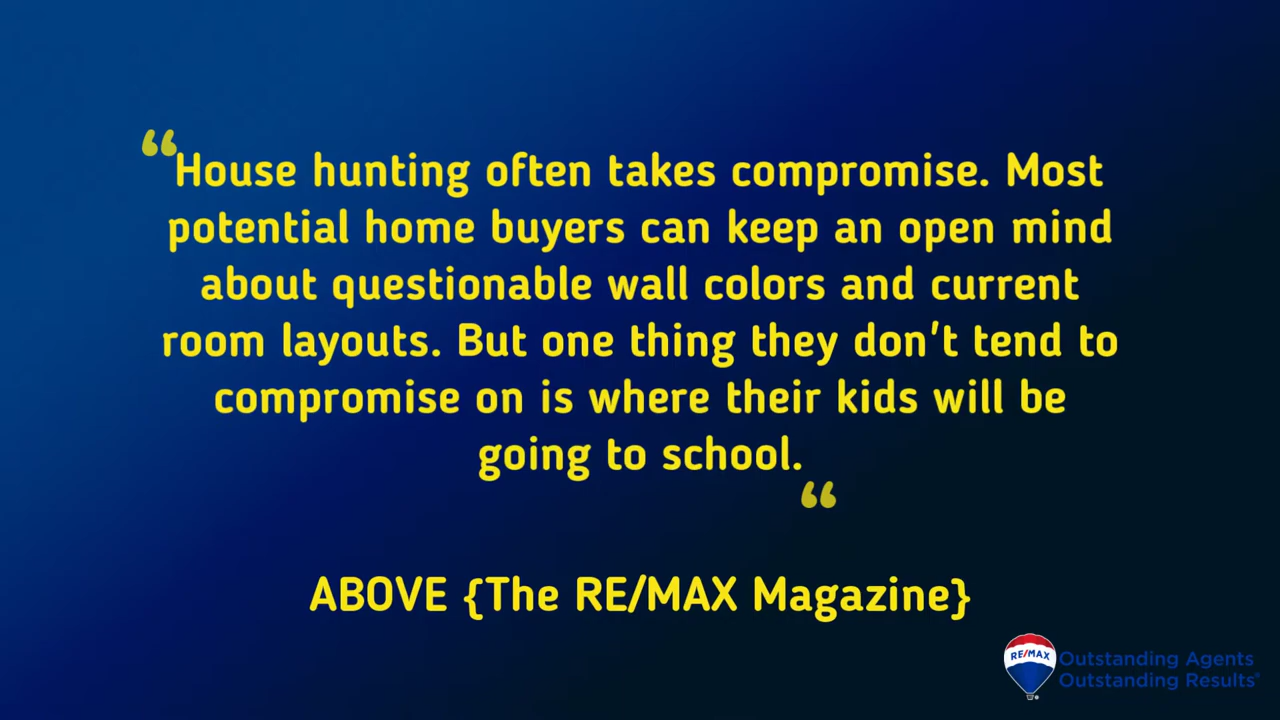 “House hunting often takes compromise. Most
potential home buyers can keep an open mind
about questionable wall colors and current
room layouts. But one thing they don't tend to
compromise on is where their kids will be
going to school.
“
ABOVE {The RE/MAX Magazine}
RE/MAX
Outstanding Agents
Outstanding Results®